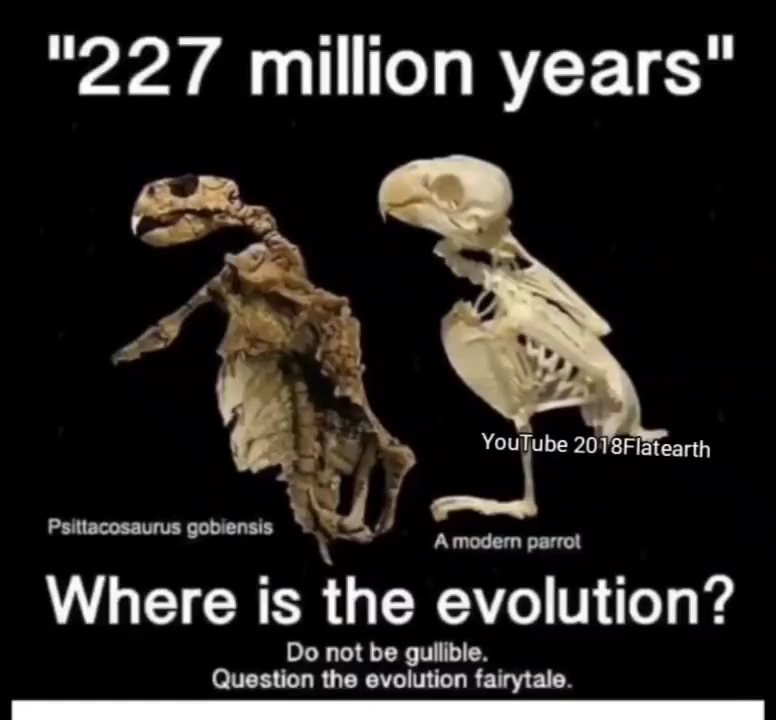 "227 million years"
YouTube 2018Flatearth
Psittacosaurus gobiensis
A modern parrot
Where is the evolution?
Do not be gullible.
Question the evolution fairytale.